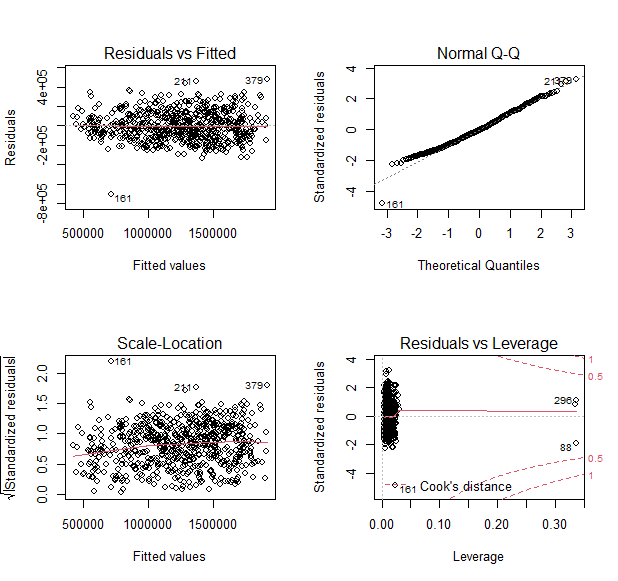 Residuals vs Fitted
Residuals
-8e+05 -2e+05 4e+05
211
379
161
500000 1000000 1500000
Fitted values
Normal Q-Q
Standardized residuals
-4 -2 0 2 4
379
161
-3 -2 -1 0 1 2 3
Theoretical Quantiles
Scale-Location
√|Standardized residuals|
0.0 0.5 1.0 1.5 2.0
161
211
379
500000 1000000 1500000
Fitted values
Residuals vs Leverage
Standardized residuals
-4 -2 0 2 4
1
0.5
296
88
0.5
1
161
Cook's distance
0.00 0.10 0.20 0.30
Leverage